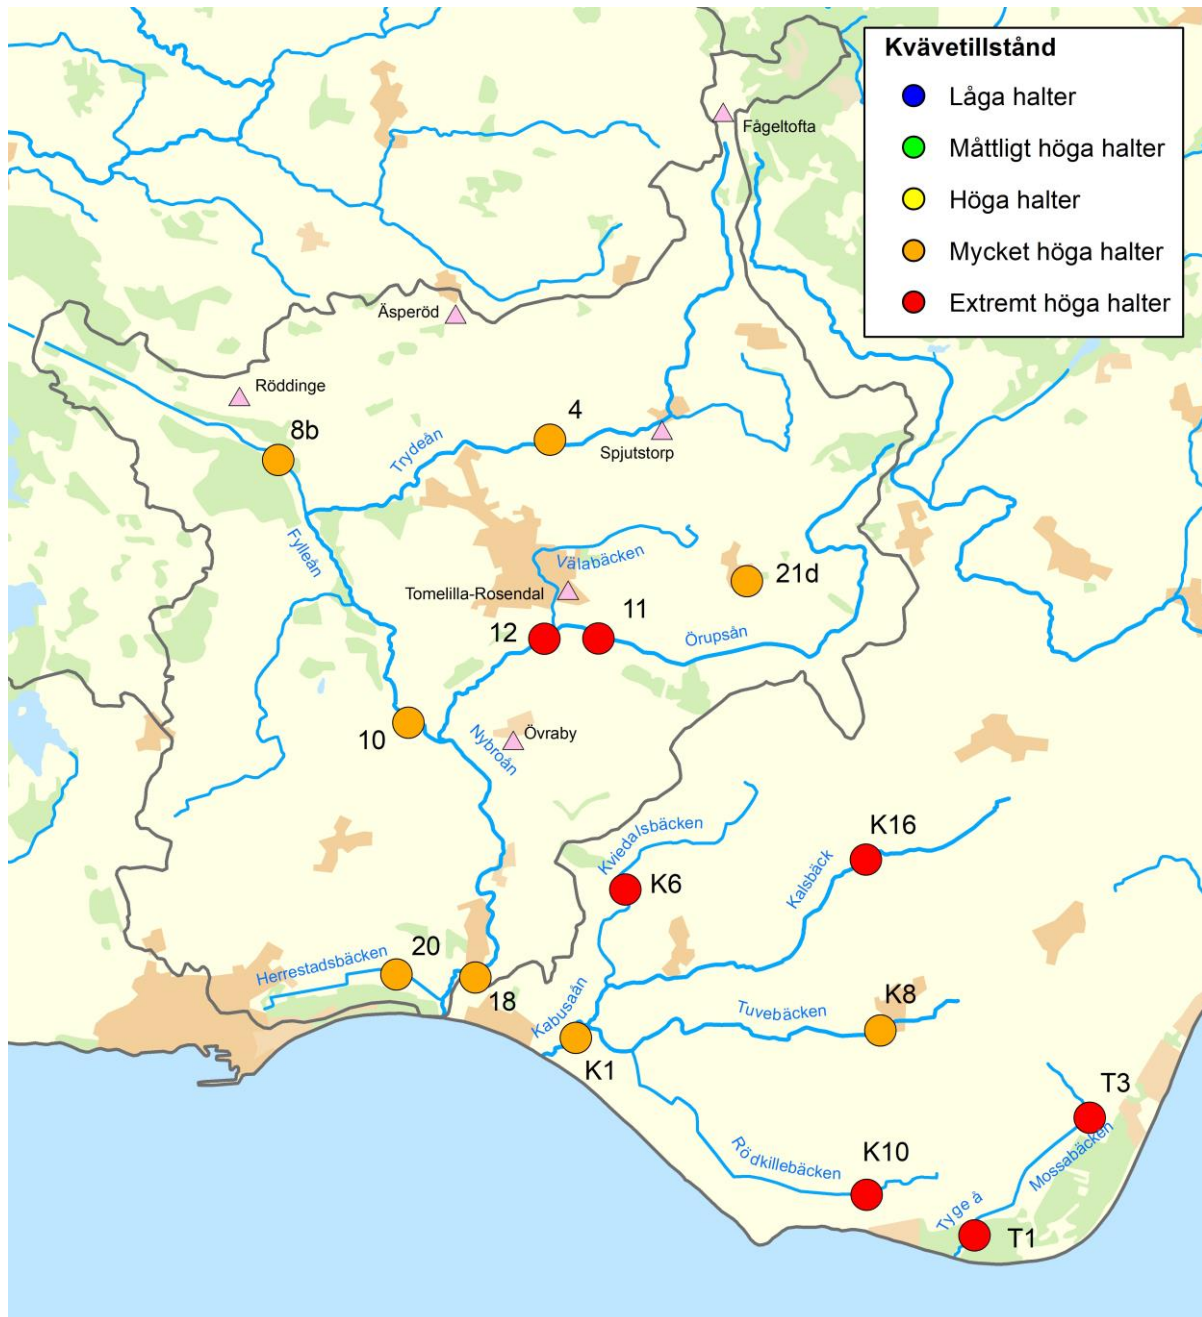 Kvävetillstånd
Låga halter
Måttligt höga halter
Höga halter
Mycket höga halter
Extremt höga halter
Fågeltofta
Äsperöd
Röddinge
8b
4
Trydeån
Spjutstorp
Fylleån
Välabäcken
21d
Tomelilla-Rosendal
12
11
Örupsån
10
Nybroån
Övraby
Kviedalsbäcken
K16
K6
Kalsbäck
20
Herrestadsbäcken
18
Kabusaån
K8
Tuvebäcken
K1
T3
Mossabäcken
Rödkillebäcken
K10
Tyge å
T1